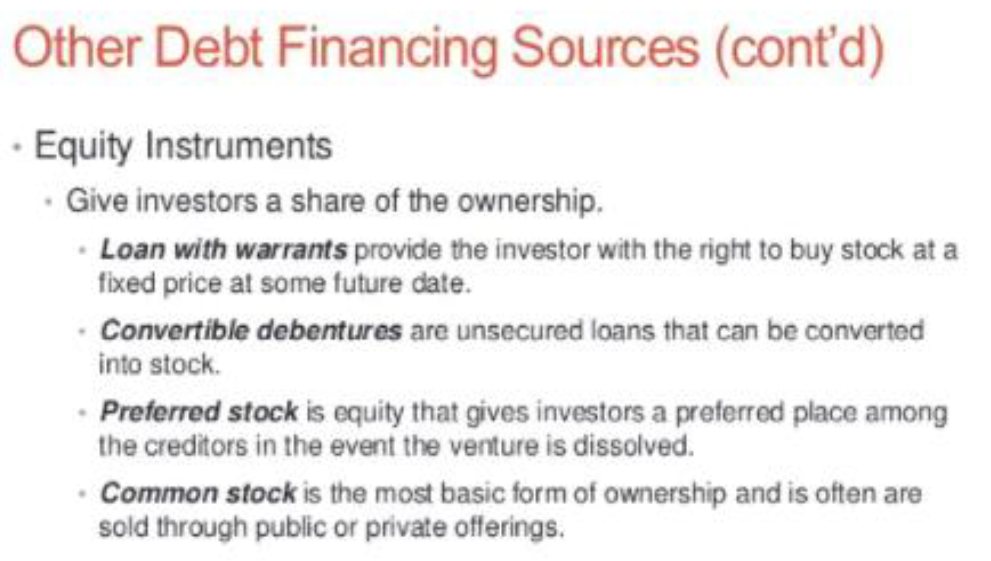 Other Debt Financing Sources (cont'd)
• Equity Instruments
• Give investors a share of the ownership.
• Loan with warrants provide the investor with the right to buy stock at a
fixed price at some future date.
• Convertible debentures are unsecured loans that can be converted
into stock.
• Preferred stock is equity that gives investors a preferred place among
the creditors in the event the venture is dissolved.
• Common stock is the most basic form of ownership and is often are
sold through public or private offerings.